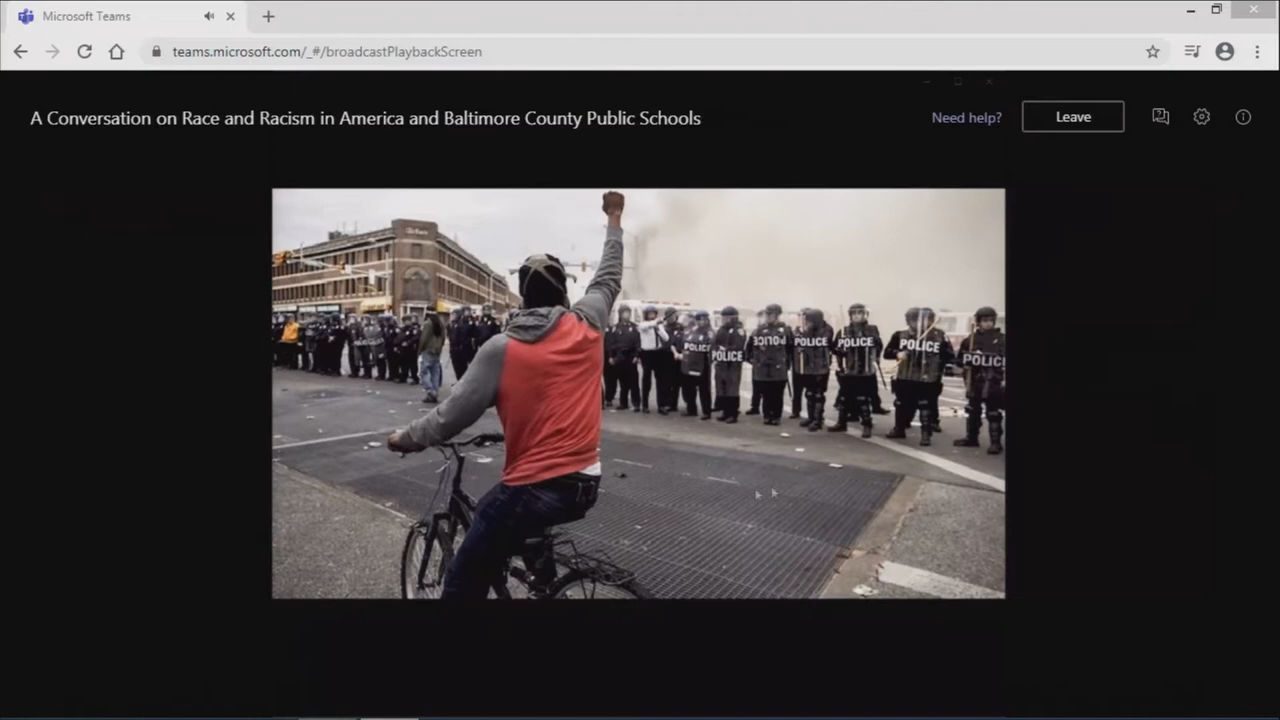 Microsoft Teams
teams.microsoft.com/_#/broadcastPlaybackScreen
A Conversation on Race and Racism in America and Baltimore County Public Schools
Need help?
Leave
POLICE
POLICE
POLICE
POLICE
POLICE
POLICE
POLICE